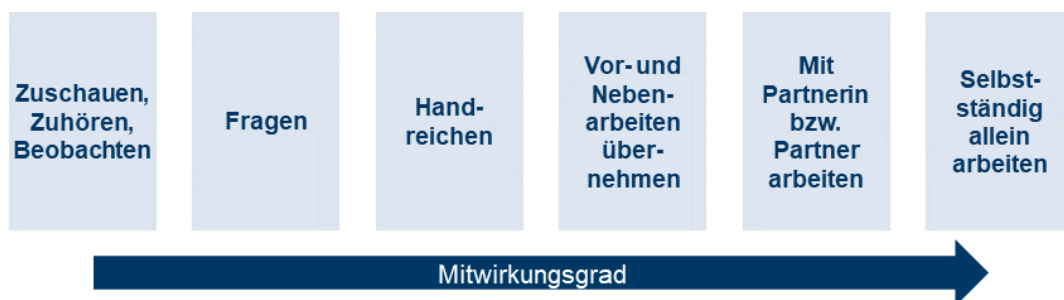 Zuschauen,
Zuhören,
Beobachten
Fragen
Hand-
reichen
Vor- und
Neben-
arbeiten
über-
nehmen
Mit
Partnerin
bzw.
Partner
arbeiten
Selbst-
ständig
allein
arbeiten
Mitwirkungsgrad